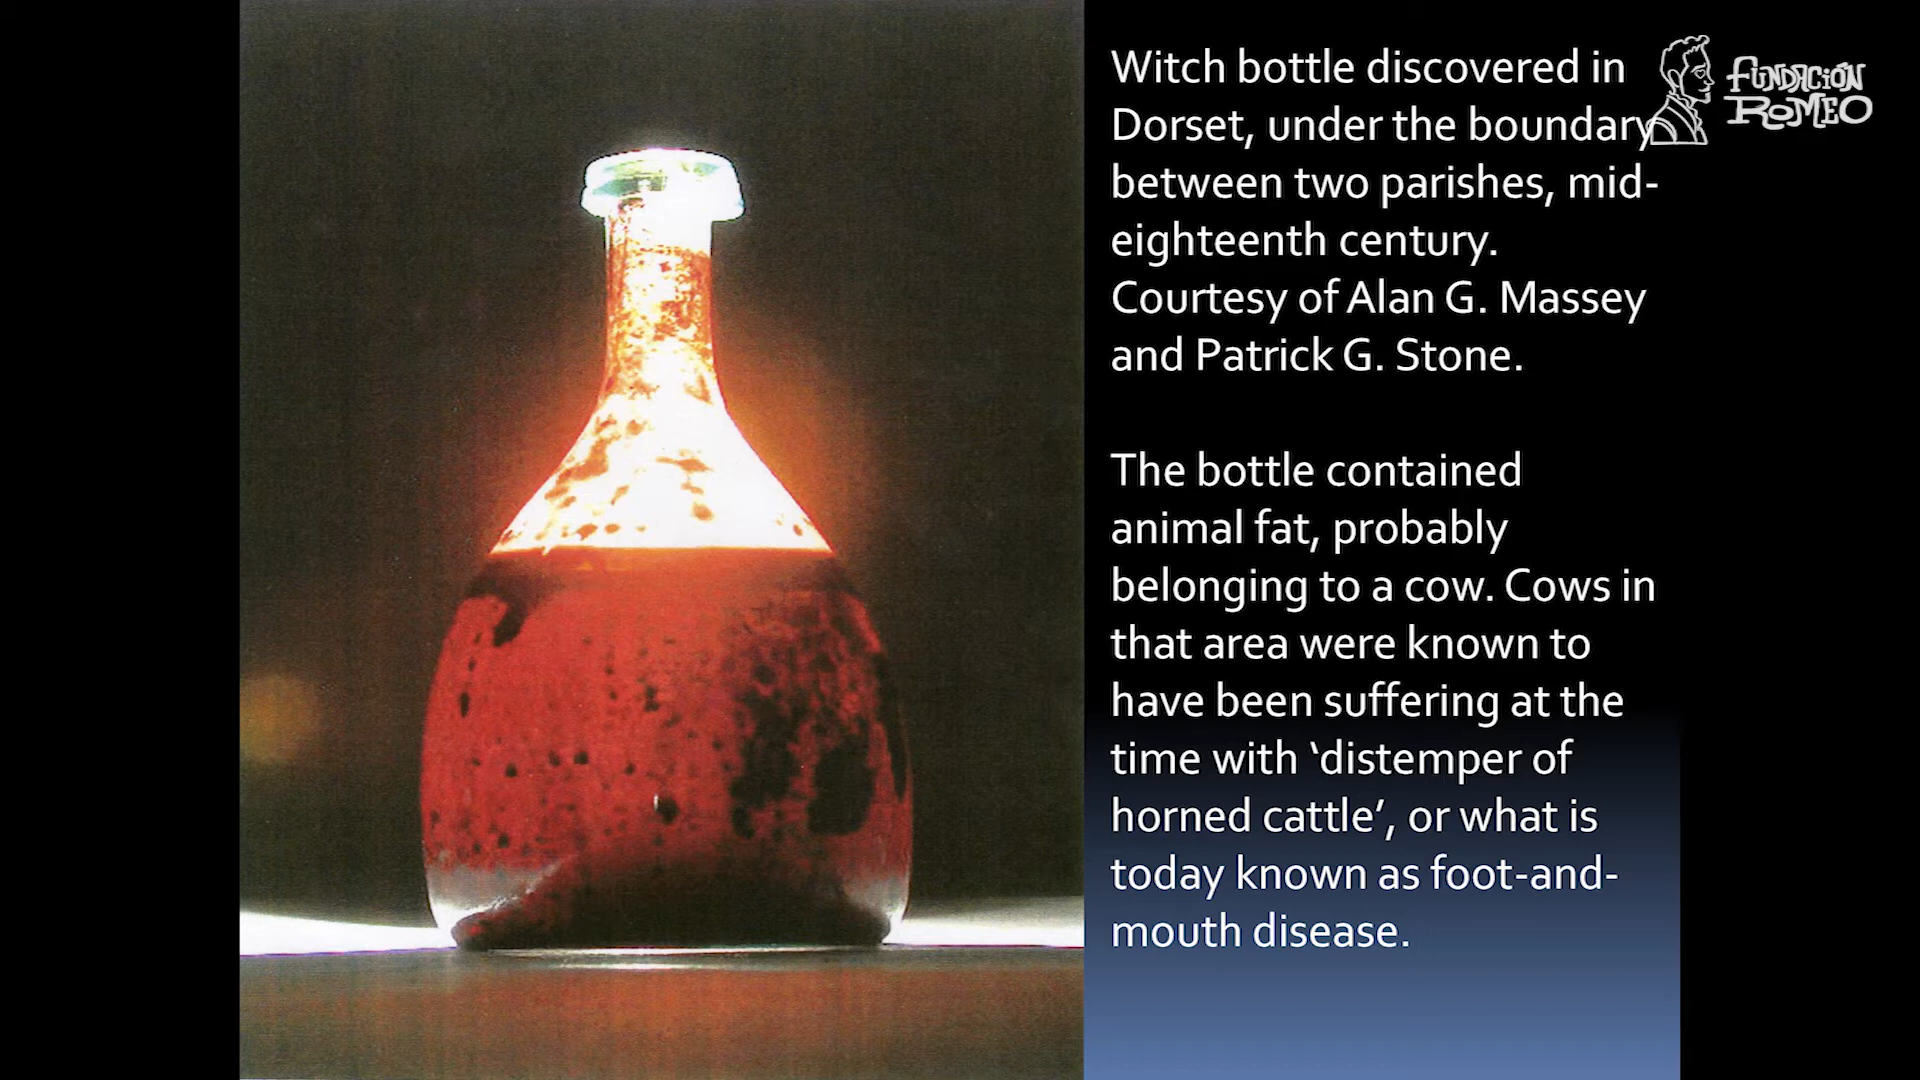 Witch bottle discovered in
Dorset, under the boundary
between two parishes, mid-
eighteenth century.
Courtesy of Alan G. Massey
and Patrick G. Stone.
The bottle contained
animal fat, probably
belonging to a cow. Cows in
that area were known to
have been suffering at the
time with ‘distemper of
horned cattle’, or what is
today known as foot-and-
mouth disease.
FUNDACIÓN
ROMEO